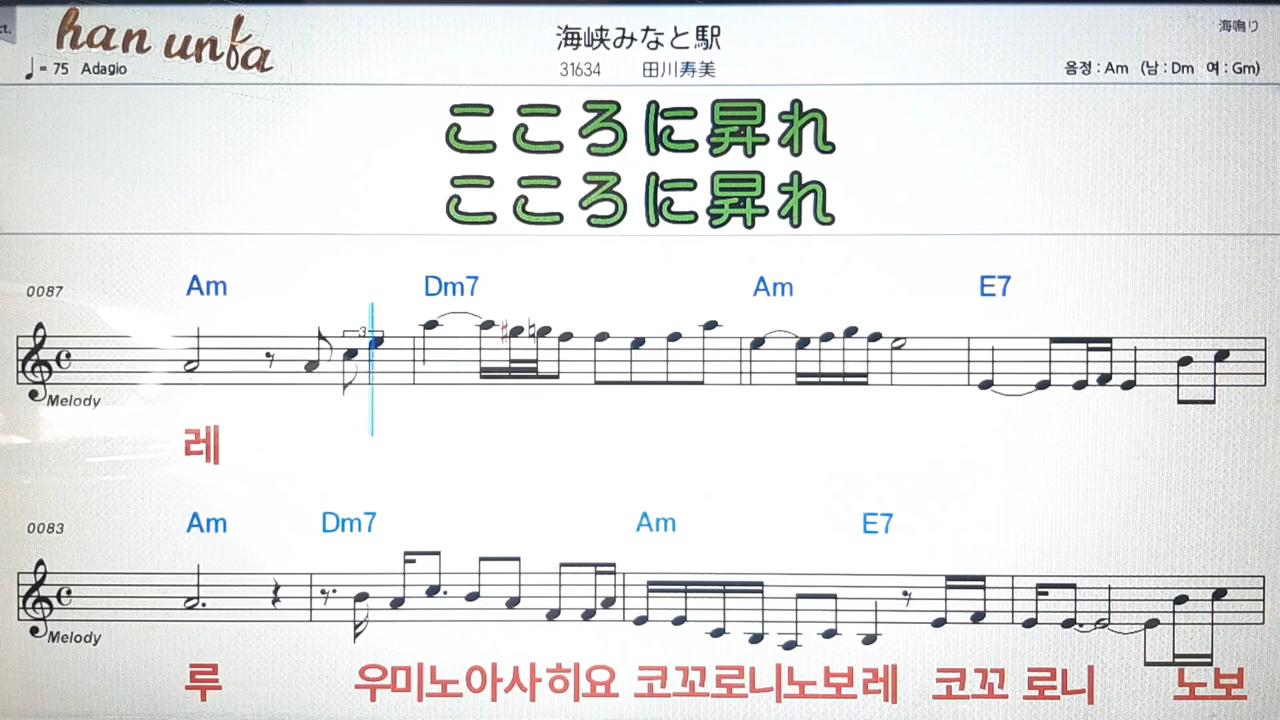 ct.
han unfa
海峡みなと駅
海鳴り
♩= 75 Adagio
31634 田川寿美
음정 : Am (남 : Dm 여 : Gm)
こころに昇れ
こころに昇れ
0087
Am Dm7 Am E7
3
Melody
레
0083
Am Dm7 Am E7
Melody
루 우미노아사히요 코꼬로니노보레 코꼬 로니 노보